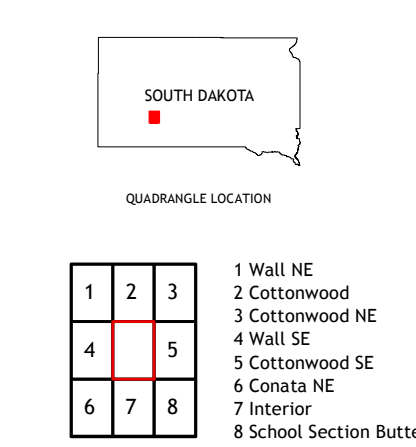 SOUTH DAKOTA
QUADRANGLE LOCATION
1 2 3
4 5
6 7 8
1 Wall NE
2 Cottonwood
3 Cottonwood NE
4 Wall SE
5 Cottonwood SE
6 Conata NE
7 Interior
8 School Section Butte